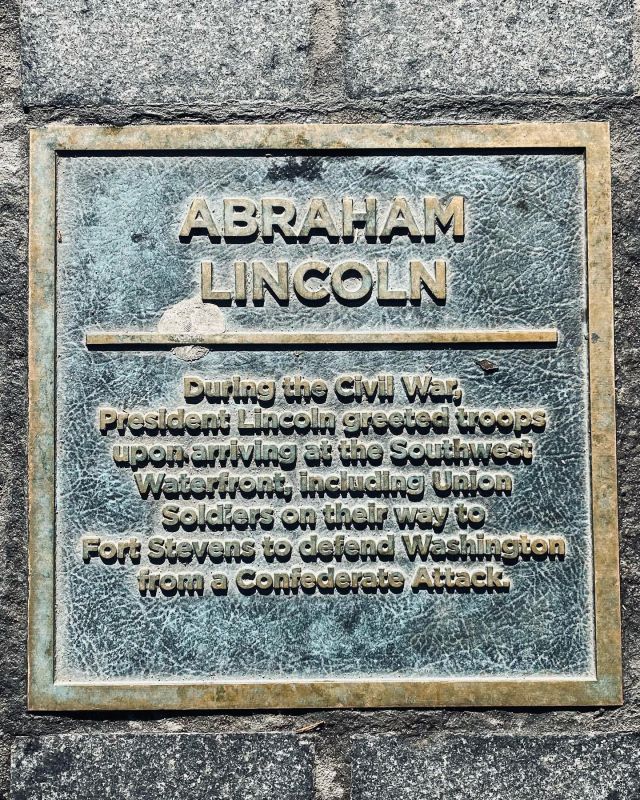 ABRAHAM
LINCOLN
During the Civil War,
President Lincoln greeted troops
upon arriving at the Southwest
Waterfront, including Union
Soldiers on their way to
Fort Stevens to defend Washington
from a Confederate Attack.